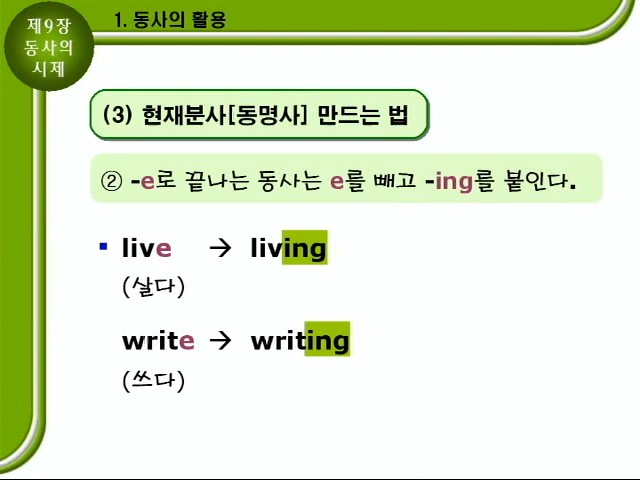 제9장
동사의
시제
1. 동사의 활용
(3) 현재분사[동명사] 만드는 법
② -e로 끝나는 동사는 e를 빼고 -ing를 붙인다.
▪ live → living
(살다)
write → writing
(쓰다)